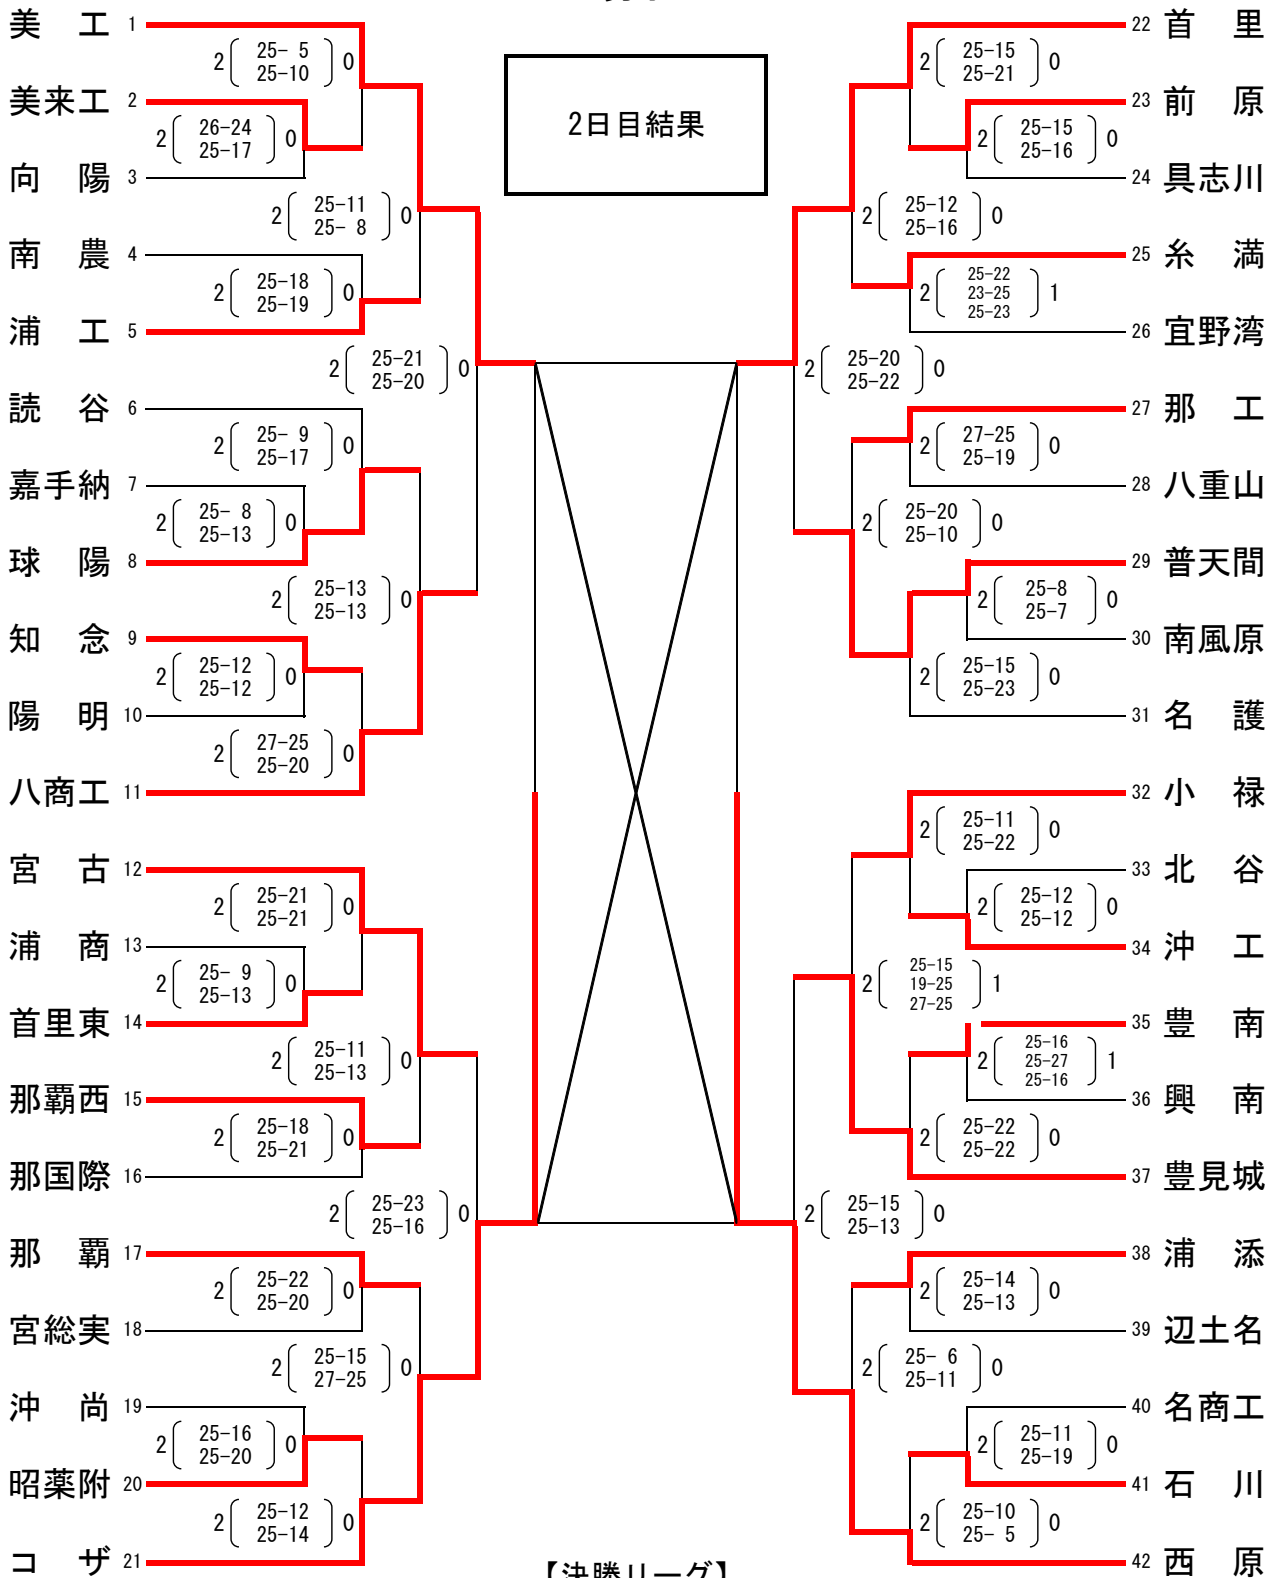 2日目結果
美 工 1
2 25- 5 0
25-10
美来工 2
2 26-24 0
25-17
向 陽 3
2 25-11 0
25- 8
南 農 4
2 25-18 0
25-19
浦 工 5
2 25-21 0
25-20
読 谷 6
2 25- 9 0
25-17
嘉手納 7
2 25- 8 0
25-13
球 陽 8
2 25-13 0
25-13
知 念 9
2 25-12 0
25-12
陽 明 10
2 27-25 0
25-20
八商工 11
宮 古 12
2 25-21 0
25-21
浦 商 13
2 25- 9 0
25-13
首里東 14
2 25-11 0
25-13
那覇西 15
2 25-18 0
25-21
那国際 16
2 25-23 0
25-16
那 覇 17
2 25-22 0
25-20
宮総実 18
2 25-15 0
27-25
沖 尚 19
2 25-16 0
25-20
昭薬附 20
2 25-12 0
25-14
コ ザ 21
22 首 里
2 25-15 0
25-21
23 前 原
2 25-15 0
25-16
24 具志川
2 25-12 0
25-16
25 糸 満
25-22
2 23-25 1
25-23
26 宜野湾
2 25-20 0
25-22
27 那 工
2 27-25 0
25-19
28 八重山
2 25-20 0
25-10
29 普天間
2 25-8 0
25-7
30 南風原
2 25-15 0
25-23
31 名 護
32 小 禄
2 25-11 0
25-22
33 北 谷
2 25-12 0
25-12
34 沖 工
25-15
2 19-25 1
27-25
35 豊 南
25-16
2 25-27 1
25-16
36 興 南
2 25-22 0
25-22
37 豊見城
2 25-15 0
25-13
38 浦 添
2 25-14 0
25-13
39 辺土名
2 25- 6 0
25-11
40 名商工
2 25-11 0
25-19
41 石 川
2 25-10 0
25- 5
42 西 原
【決勝リーグ】